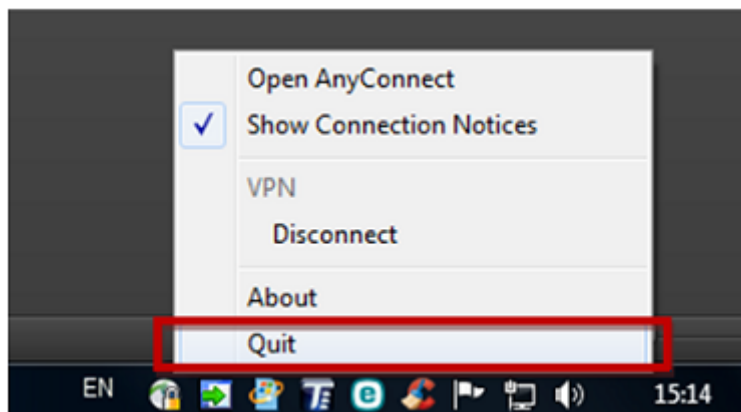 Open AnyConnect
Show Connection Notices
VPN
Disconnect
About
Quit
EN 15:14